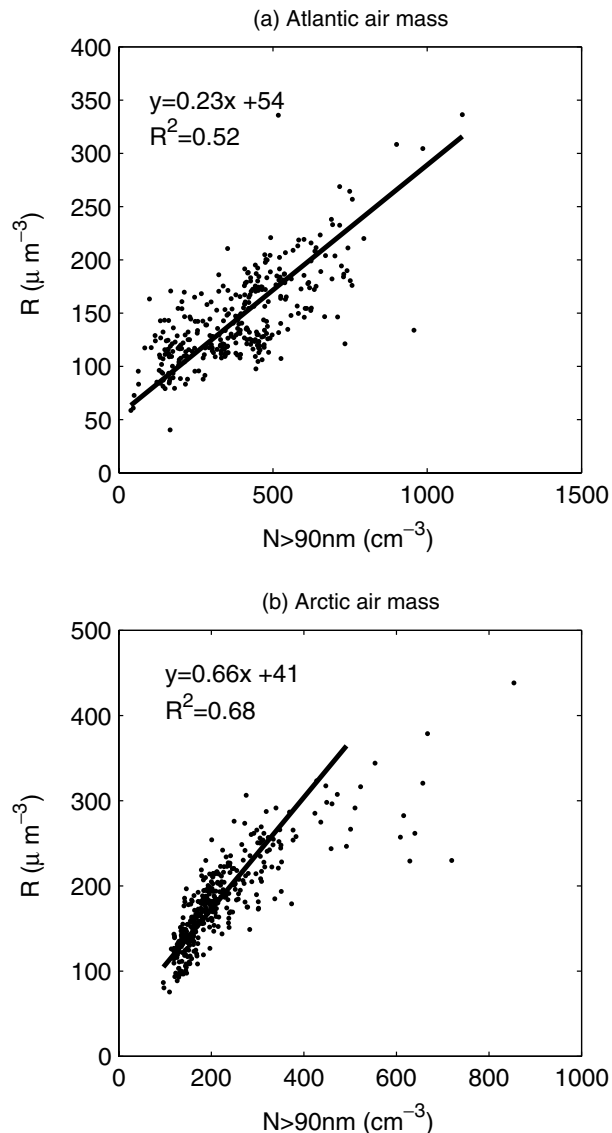 (a) Atlantic air mass
400
350
300
250
200
150
100
50
0
y=0.23x +54
R²=0.52
R (μ m⁻³)
0 500 1000 1500
N>90nm (cm⁻³)
(b) Arctic air mass
500
400
300
200
100
0
y=0.66x +41
R²=0.68
R (μ m⁻³)
0 200 400 600 800 1000
N>90nm (cm⁻³)